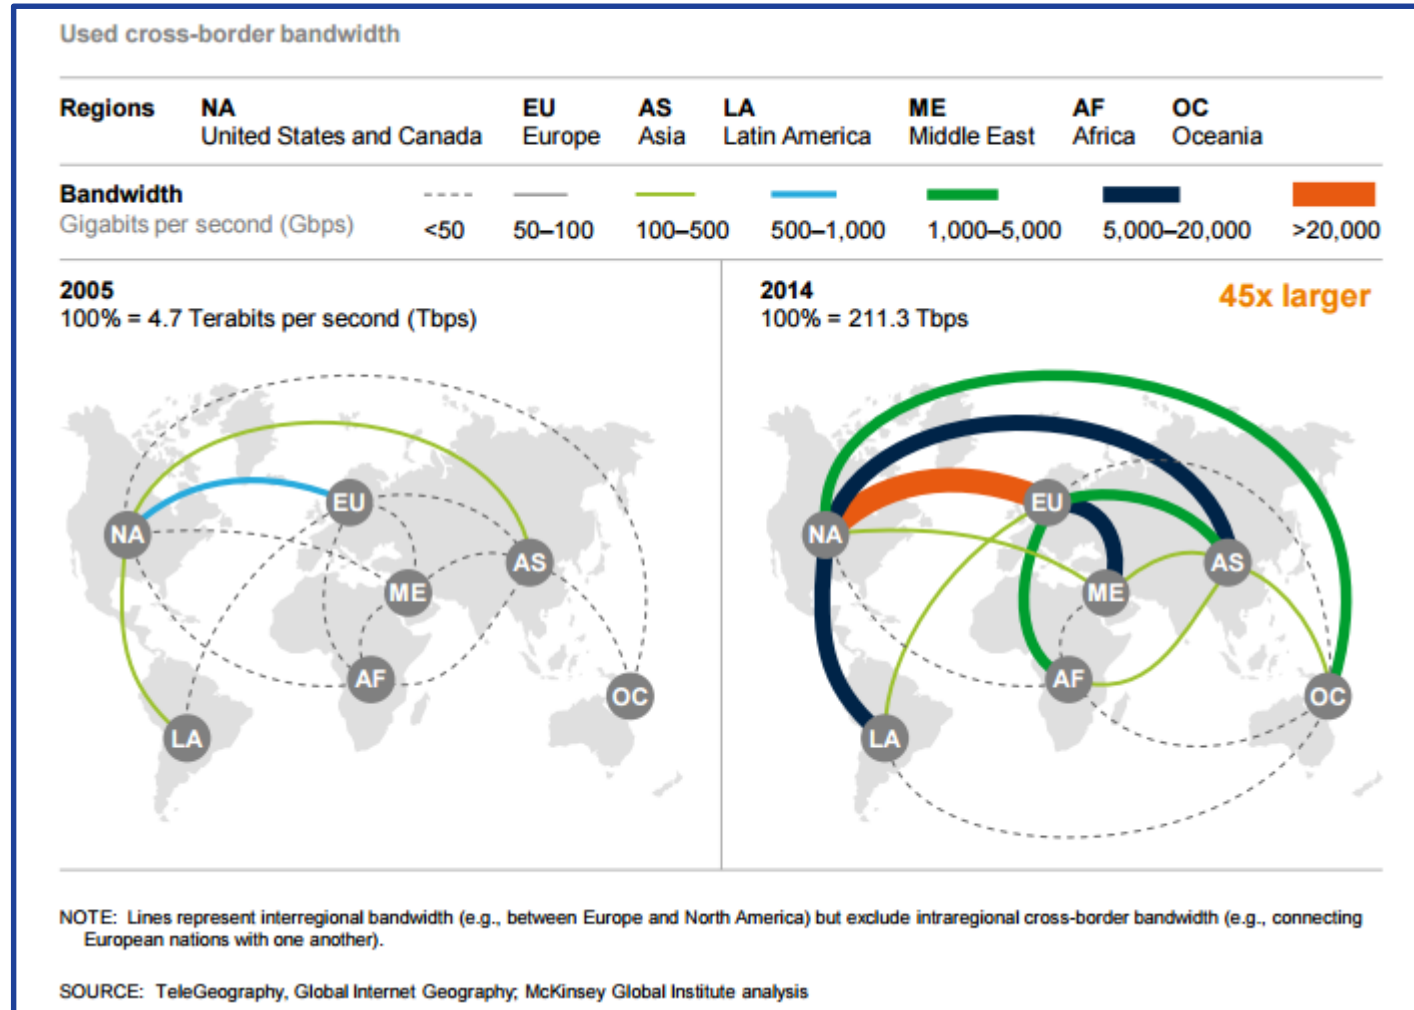 Used cross-border bandwidth
Regions NA EU AS LA ME AF OC
United States and Canada Europe Asia Latin America Middle East Africa Oceania
Bandwidth
Gigabits per second (Gbps) <50 50–100 100–500 500–1,000 1,000–5,000 5,000–20,000 >20,000
2005
100% = 4.7 Terabits per second (Tbps)
NA
EU
AS
ME
AF
OC
LA
2014
100% = 211.3 Tbps
45x larger
NA
EU
AS
ME
AF
OC
LA
NOTE: Lines represent interregional bandwidth (e.g., between Europe and North America) but exclude intraregional cross-border bandwidth (e.g., connecting
European nations with one another).
SOURCE: TeleGeography, Global Internet Geography; McKinsey Global Institute analysis